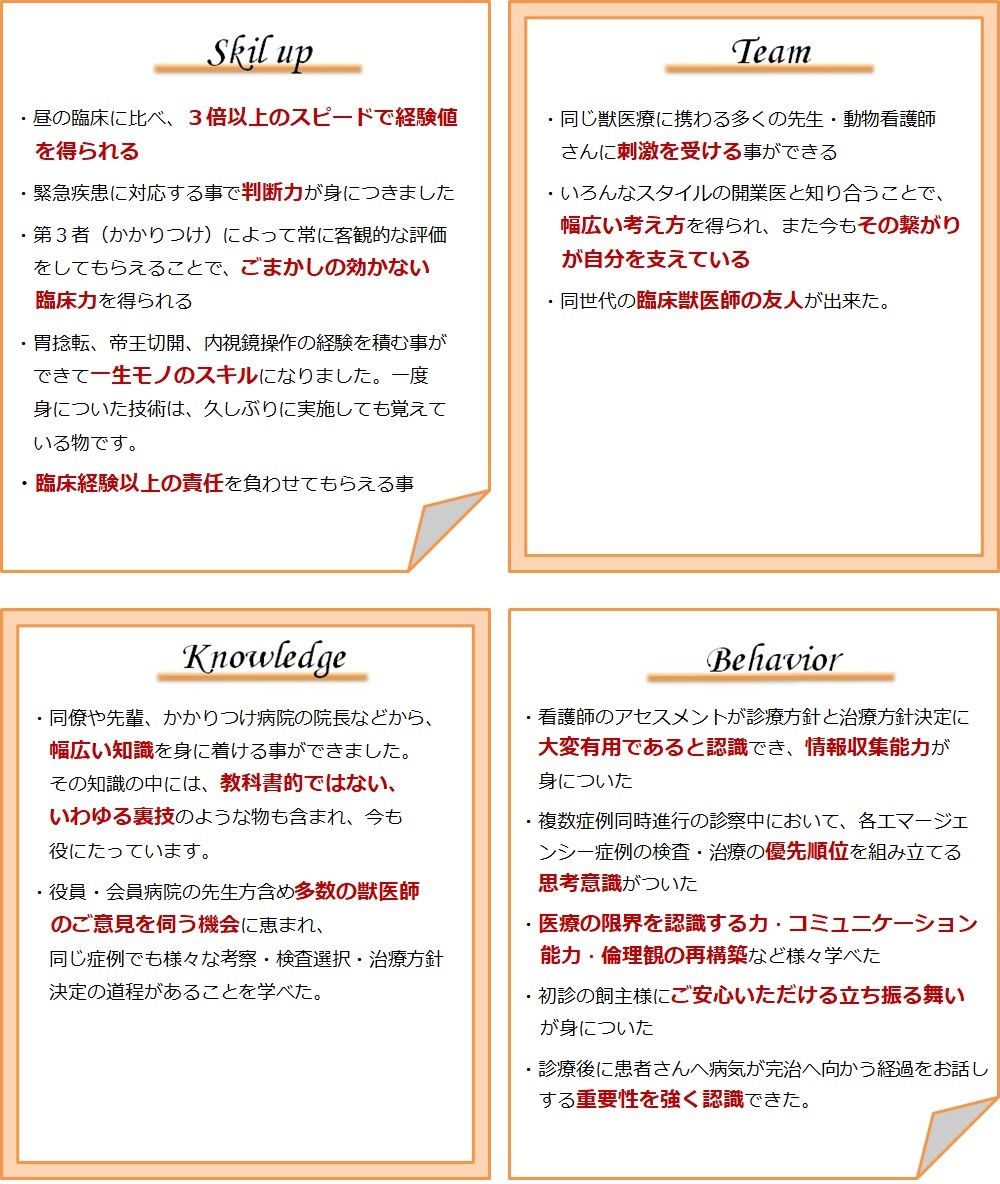 Skil up
・昼の臨床に比べ、３倍以上のスピードで経験値
を得られる
・緊急疾患に対応する事で判断力が身につきました
・第３者（かかりつけ）によって常に客観的な評価
をしてもらえることで、ごまかしの効かない
臨床力を得られる
・胃捻転、帝王切開、内視鏡操作の経験を積む事が
できて一生モノのスキルになりました。一度
身についた技術は、久しぶりに実施しても覚えて
いる物です。
・臨床経験以上の責任を負わせてもらえる事
Team
・同じ獣医療に携わる多くの先生・動物看護師
さんに刺激を受ける事ができる
・いろんなスタイルの開業医と知り合うことで、
幅広い考え方を得られ、また今もその繋がり
が自分を支えている
・同世代の臨床獣医師の友人が出来た。
Knowledge
・同僚や先輩、かかりつけ病院の院長などから、
幅広い知識を身に着ける事ができました。
その知識の中には、教科書的ではない、
いわゆる裏技のような物も含まれ、今も
役にたっています。
・役員・会員病院の先生方含め多数の獣医師
のご意見を伺う機会に恵まれ、
同じ症例でも様々な考察・検査選択・治療方針
決定の道程があることを学べた。
Behavior
・看護師のアセスメントが診療方針と治療方針決定に
大変有用であると認識でき、情報収集能力が
身についた
・複数症例同時進行の診察中において、各エマージェ
ンシー症例の検査・治療の優先順位を組み立てる
思考意識がついた
・医療の限界を認識する力・コミュニケーション
能力・倫理観の再構築など様々学べた
・初診の飼主様にご安心いただける立ち振る舞い
が身についた
・診療後に患者さんへ病気が完治へ向かう経過をお話し
する重要性を強く認識できた。